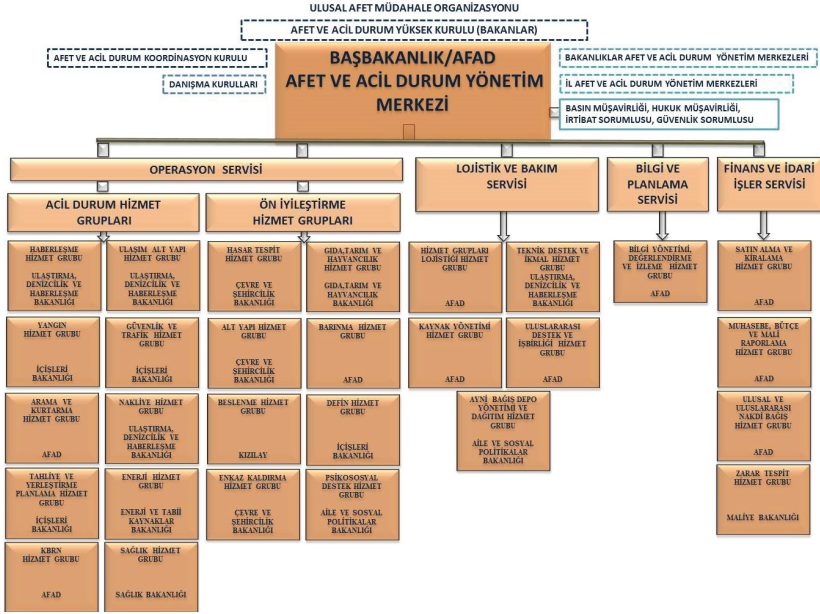 ULUSAL AFET MÜDAHALE ORGANİZASYONU
AFET VE ACİL DURUM YÜKSEK KURULU (BAKANLAR)
AFET VE ACİL DURUM KOORDİNASYON KURULU
DANIŞMA KURULLARI
BAŞBAKANLIK/AFAD
AFET VE ACİL DURUM YÖNETİM
MERKEZİ
BAKANLIKLAR AFET VE ACİL DURUM YÖNETİM MERKEZLERİ
İL AFET VE ACİL DURUM YÖNETİM MERKEZLERİ
BASIN MÜŞAVİRLİĞİ, HUKUK MÜŞAVİRLİĞİ,
İRTİBAT SORUMLUSU, GÜVENLİK SORUMLUSU
OPERASYON SERVİSİ
ACİL DURUM HİZMET
GRUPLARI
HABERLEŞME
HİZMET GRUBU
ULAŞTIRMA,
DENİZCİLİK VE
HABERLEŞME
BAKANLIĞI
ULAŞIM ALT YAPI
HİZMET GRUBU
ULAŞTIRMA,
DENİZCİLİK VE
HABERLEŞME
BAKANLIĞI
YANGIN
HİZMET GRUBU
İÇİŞLERİ
BAKANLIĞI
GÜVENLİK VE
TRAFİK HİZMET
GRUBU
İÇİŞLERİ
BAKANLIĞI
ARAMA VE
KURTARMA
HİZMET GRUBU
AFAD
NAKLİYE HİZMET
GRUBU
ULAŞTIRMA,
DENİZCİLİK VE
HABERLEŞME
BAKANLIĞI
TAHLİYE VE
YERLEŞTİRME
PLANLAMA HİZMET
GRUBU
İÇİŞLERİ
BAKANLIĞI
ENERJİ HİZMET
GRUBU
ENERJİ VE TABİİ
KAYNAKLAR
BAKANLIĞI
KBRN
HİZMET GRUBU
AFAD
SAĞLIK HİZMET
GRUBU
SAĞLIK BAKANLIĞI
ÖN İYİLEŞTİRME
HİZMET GRUPLARI
HASAR TESPİT
HİZMET GRUBU
ÇEVRE VE
ŞEHİRCİLİK
BAKANLIĞI
GIDA,TARIM VE
HAYVANCILIK
HİZMET GRUBU
GIDA,TARIM VE
HAYVANCILIK
BAKANLIĞI
ALT YAPI HİZMET
GRUBU
ÇEVRE VE
ŞEHİRCİLİK
BAKANLIĞI
BARINMA HİZMET
GRUBU
AFAD
BESLENME HİZMET
GRUBU
KIZILAY
DEFİN HİZMET
GRUBU
İÇİŞLERİ
BAKANLIĞI
ENKAZ KALDIRMA
HİZMET GRUBU
ÇEVRE VE
ŞEHİRCİLİK
BAKANLIĞI
PSİKOSOSYAL
DESTEK HİZMET
GRUBU
AİLE VE SOSYAL
POLİTİKALAR
BAKANLIĞI
LOJİSTİK VE BAKIM
SERVİSİ
HİZMET GRUPLARI
LOJİSTİĞİ HİZMET
GRUBU
AFAD
TEKNİK DESTEK VE
İKMAL HİZMET
GRUBU
ULAŞTIRMA,
DENİZCİLİK VE
HABERLEŞME
BAKANLIĞI
KAYNAK YÖNETİMİ
HİZMET GRUBU
AFAD
ULUSLARARASI
DESTEK VE
İŞBİRLİĞİ HİZMET
GRUBU
AFAD
AYNİ BAĞIŞ DEPO
YÖNETİMİ VE
DAĞITIM HİZMET
GRUBU
AİLE VE SOSYAL
POLİTİKALAR
BAKANLIĞI
BİLGİ VE
PLANLAMA
SERVİSİ
BİLGİ YÖNETİMİ,
DEĞERLENDİRME
VE İZLEME HİZMET
GRUBU
AFAD
FİNANS VE İDARİ
İŞLER SERVİSİ
SATIN ALMA VE
KİRALAMA
HİZMET GRUBU
AFAD
MUHASEBE, BÜTÇE
VE MALİ
RAPORLAMA
HİZMET GRUBU
AFAD
ULUSAL VE
ULUSLARARASI
NAKDİ BAĞIŞ
HİZMET GRUBU
AFAD
ZARAR TESPİT
HİZMET GRUBU
MALİYE BAKANLIĞI